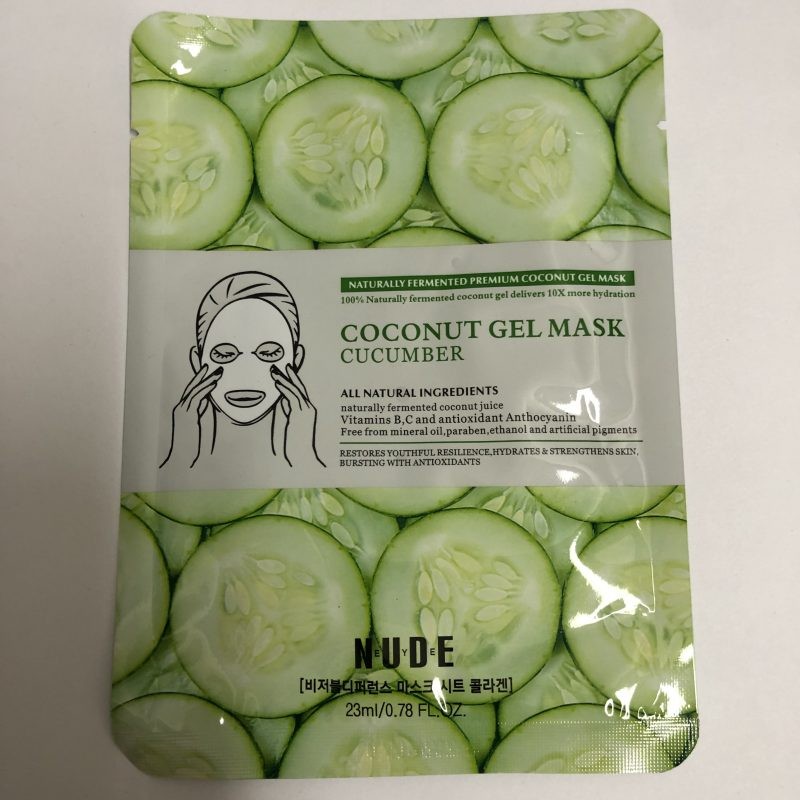 NATURALLY FERMENTED PREMIUM COCONUT GEL MASK
100% Naturally fermented coconut gel delivers 10X more hydration
COCONUT GEL MASK
CUCUMBER
ALL NATURAL INGREDIENTS
naturally fermented coconut juice
Vitamins B,C and antioxidant Anthocyanin
Free from mineral oil,paraben,ethanol and artificial pigments
RESTORES YOUTHFUL RESILIENCE,HYDRATES & STRENGTHENS SKIN,
BURSTING WITH ANTIOXIDANTS
NUDE
EYE
[비저블디퍼런스 마스크 시트 콜라겐]
23ml/0.78 FL.OZ.